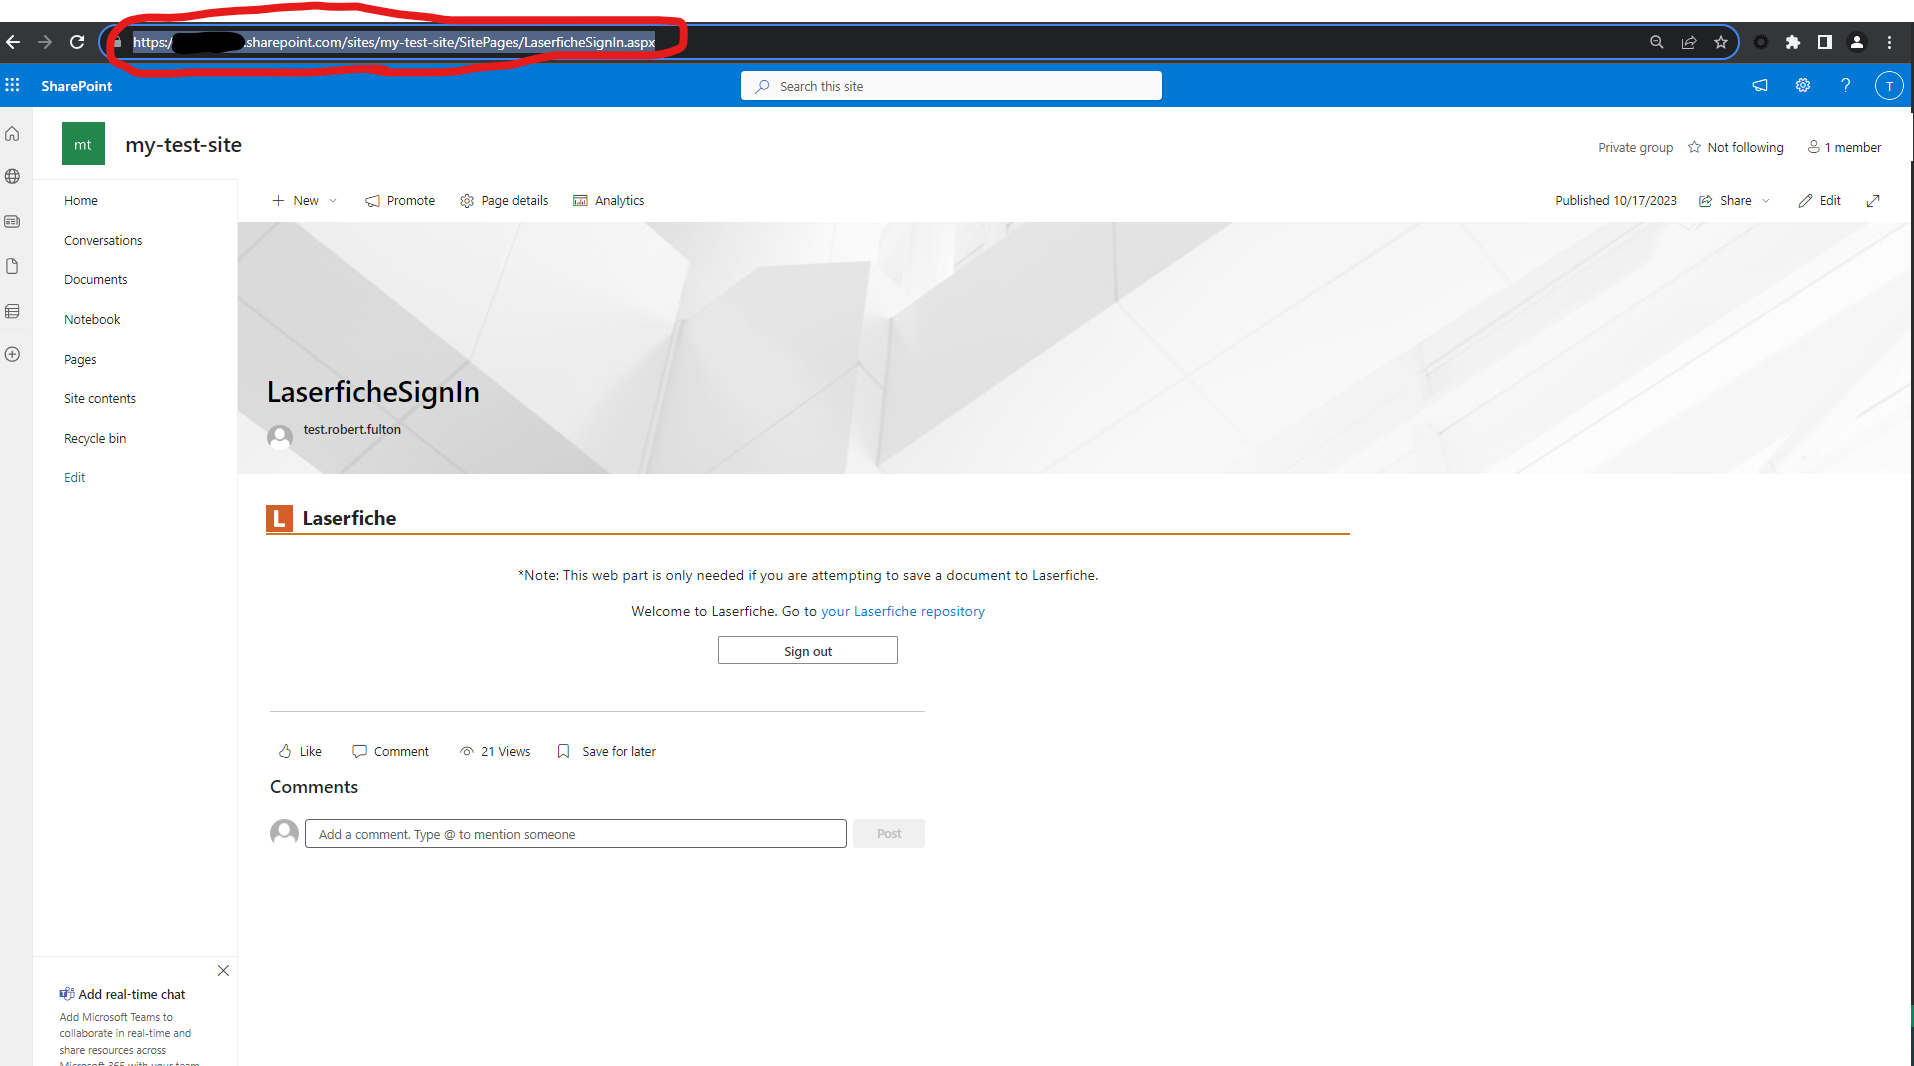 https:/ .sharepoint.com/sites/my-test-site/SitePages/LaserficheSignIn.aspx
SharePoint
Search this site
T
mt
my-test-site
Private group
Not following
1 member
Home
Conversations
Documents
Notebook
Pages
Site contents
Recycle bin
Edit
New
Promote
Page details
Analytics
Published 10/17/2023
Share
Edit
LaserficheSignIn
test.robert.fulton
L Laserfiche
*Note: This web part is only needed if you are attempting to save a document to Laserfiche.
Welcome to Laserfiche. Go to your Laserfiche repository
Sign out
Like
Comment
21 Views
Save for later
Comments
Add a comment. Type @ to mention someone
Post
Add real-time chat
Add Microsoft Teams to
collaborate in real-time and
share resources across
Microsoft 365 with your team